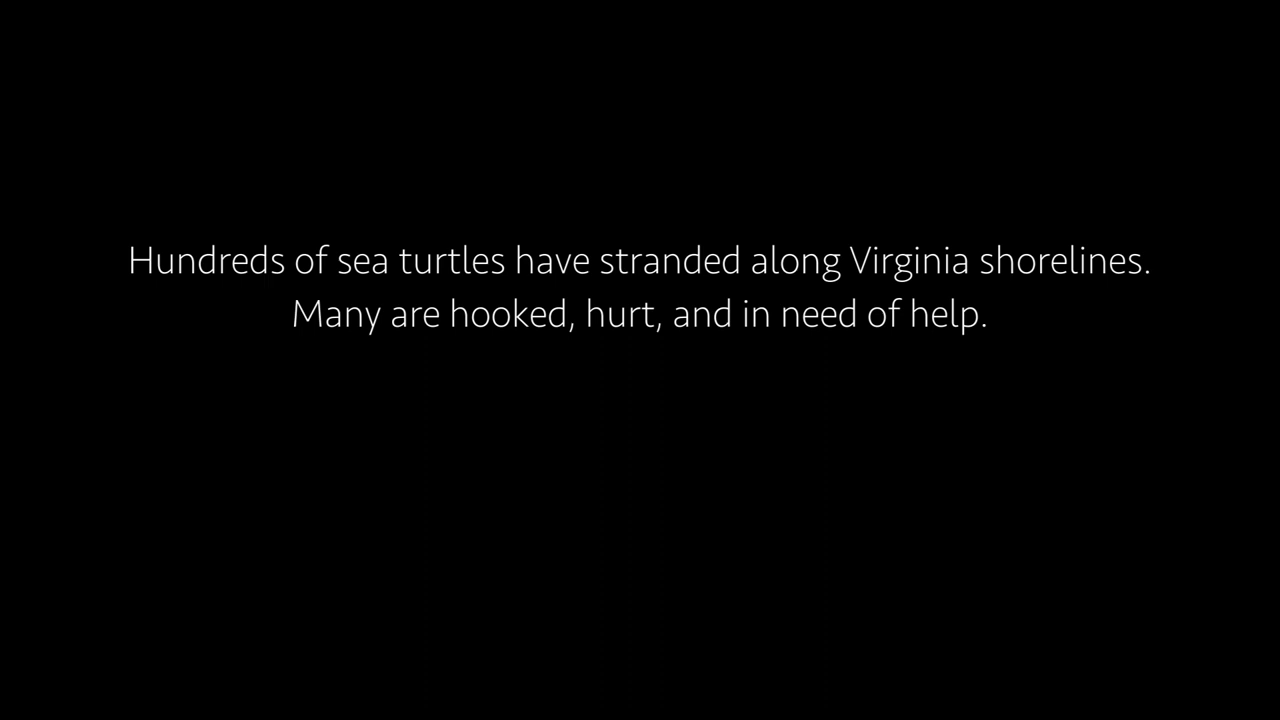 Hundreds of sea turtles have stranded along Virginia shorelines.
Many are hooked, hurt, and in need of help.